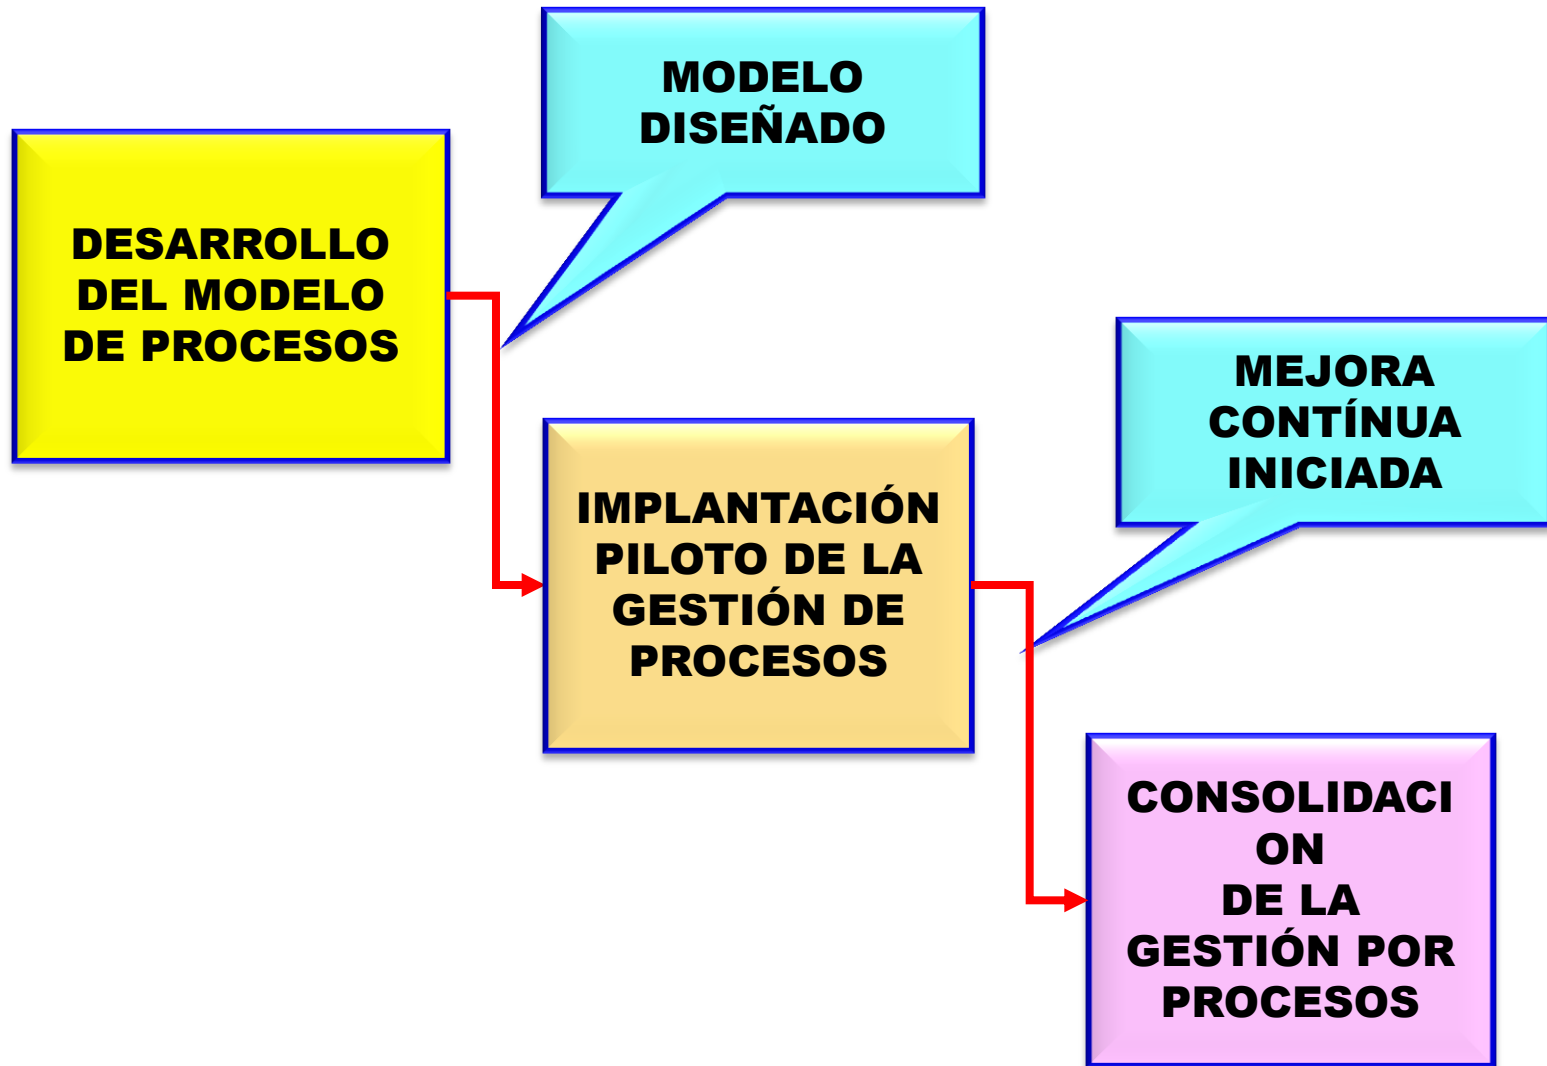 MODELO
DISEÑADO
DESARROLLO
DEL MODELO
DE PROCESOS
MEJORA
CONTÍNUA
INICIADA
IMPLANTACIÓN
PILOTO DE LA
GESTIÓN DE
PROCESOS
CONSOLIDACI
ON
DE LA
GESTIÓN POR
PROCESOS